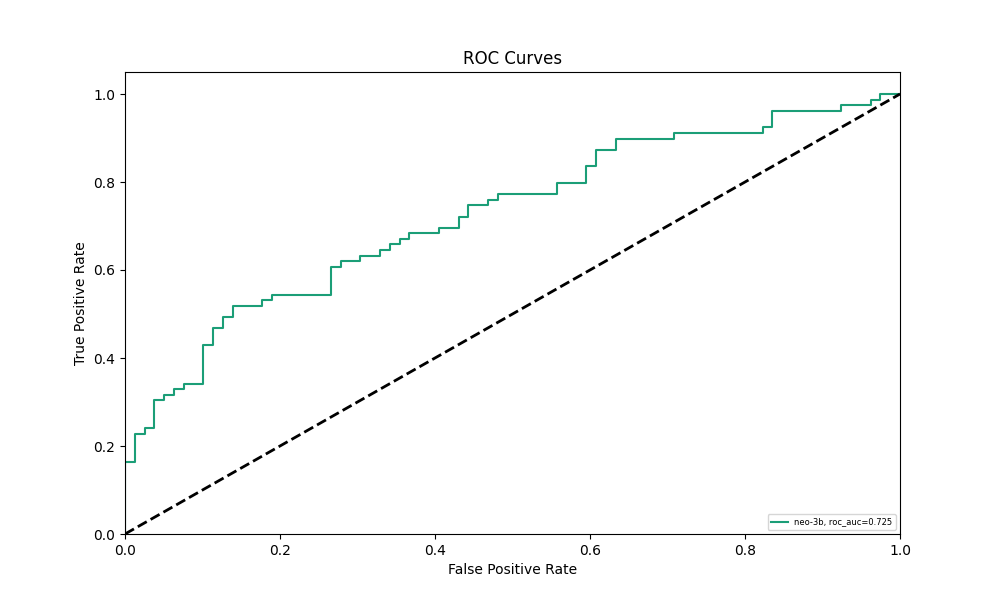 ROC Curves
True Positive Rate
1.0
0.8
0.6
0.4
0.2
0.0
neo-3b, roc_auc=0.725
0.0 0.2 0.4 0.6 0.8 1.0
False Positive Rate